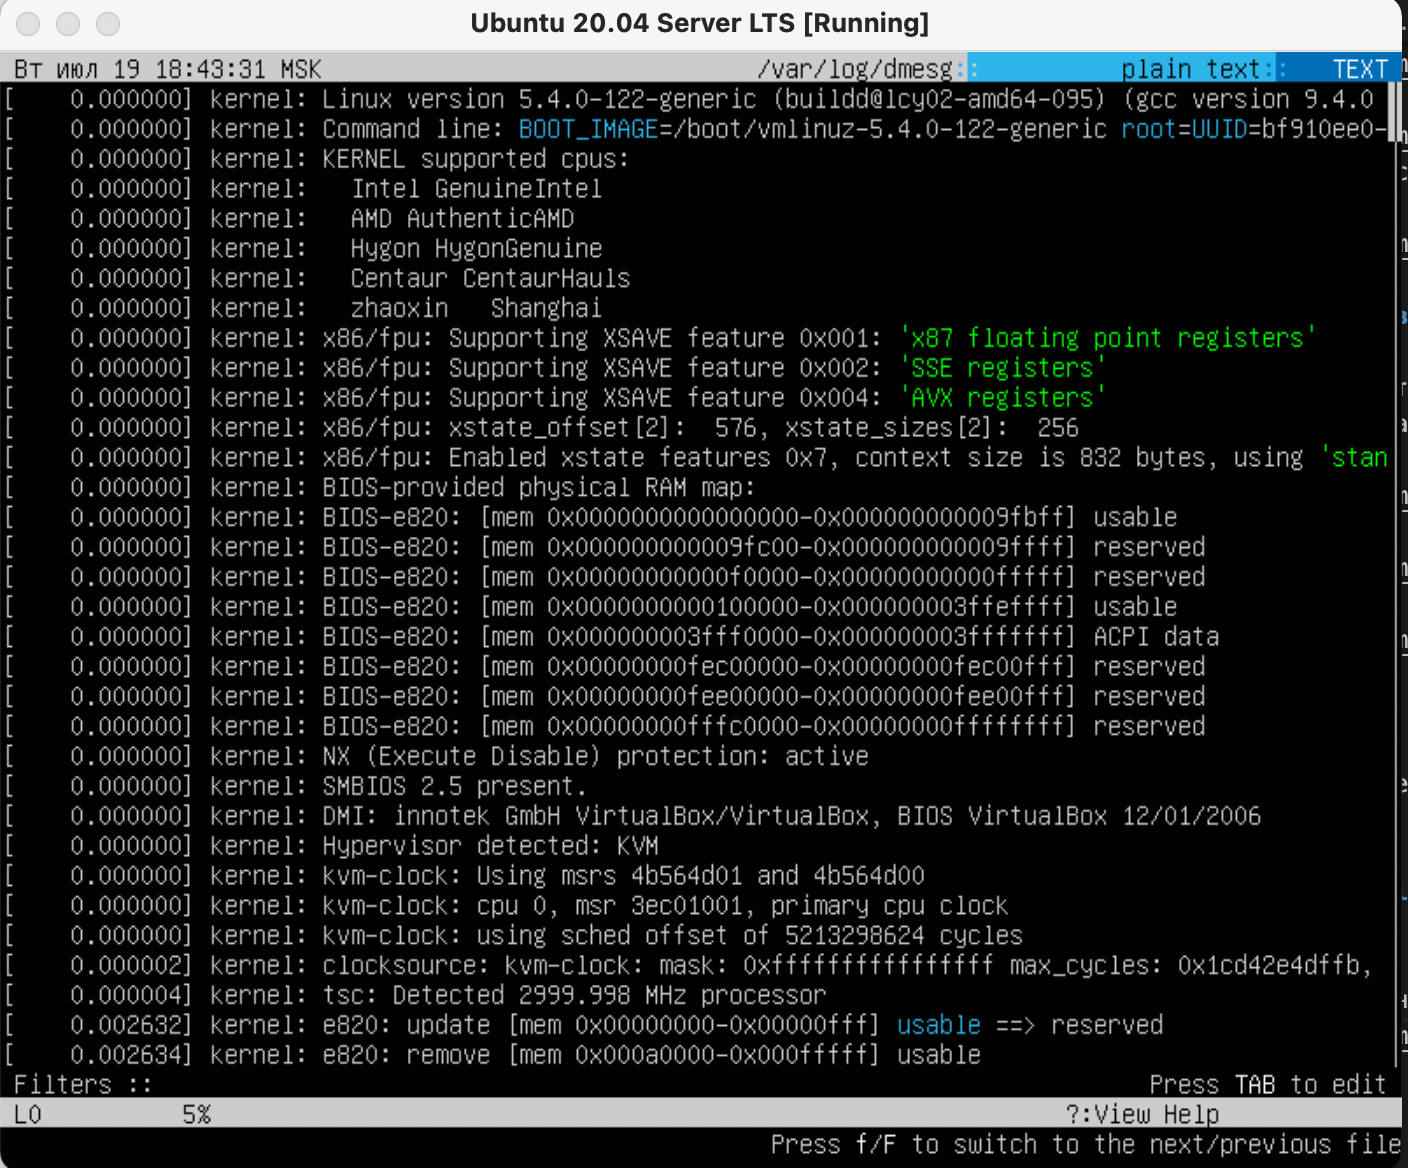 Ubuntu 20.04 Server LTS [Running]
Вт июл 19 18:43:31 MSK /var/log/dmesg:: plain text:: TEXT
[    0.000000] kernel: Linux version 5.4.0-122-generic (buildd@lcy02-amd64-095) (gcc version 9.4.0
[    0.000000] kernel: Command line: BOOT_IMAGE=/boot/vmlinuz-5.4.0-122-generic root=UUID=bf910ee0-
[    0.000000] kernel: KERNEL supported cpus:
[    0.000000] kernel:   Intel GenuineIntel
[    0.000000] kernel:   AMD AuthenticAMD
[    0.000000] kernel:   Hygon HygonGenuine
[    0.000000] kernel:   Centaur CentaurHauls
[    0.000000] kernel:   zhaoxin   Shanghai
[    0.000000] kernel: x86/fpu: Supporting XSAVE feature 0x001: 'x87 floating point registers'
[    0.000000] kernel: x86/fpu: Supporting XSAVE feature 0x002: 'SSE registers'
[    0.000000] kernel: x86/fpu: Supporting XSAVE feature 0x004: 'AVX registers'
[    0.000000] kernel: x86/fpu: xstate_offset[2]:  576, xstate_sizes[2]:  256
[    0.000000] kernel: x86/fpu: Enabled xstate features 0x7, context size is 832 bytes, using 'stan
[    0.000000] kernel: BIOS-provided physical RAM map:
[    0.000000] kernel: BIOS-e820: [mem 0x0000000000000000-0x000000000009fbff] usable
[    0.000000] kernel: BIOS-e820: [mem 0x000000000009fc00-0x000000000009ffff] reserved
[    0.000000] kernel: BIOS-e820: [mem 0x00000000000f0000-0x00000000000fffff] reserved
[    0.000000] kernel: BIOS-e820: [mem 0x0000000000100000-0x000000003ffeffff] usable
[    0.000000] kernel: BIOS-e820: [mem 0x000000003fff0000-0x000000003fffffff] ACPI data
[    0.000000] kernel: BIOS-e820: [mem 0x00000000fec00000-0x00000000fec00fff] reserved
[    0.000000] kernel: BIOS-e820: [mem 0x00000000fee00000-0x00000000fee00fff] reserved
[    0.000000] kernel: BIOS-e820: [mem 0x00000000fffc0000-0x00000000ffffffff] reserved
[    0.000000] kernel: NX (Execute Disable) protection: active
[    0.000000] kernel: SMBIOS 2.5 present.
[    0.000000] kernel: DMI: innotek GmbH VirtualBox/VirtualBox, BIOS VirtualBox 12/01/2006
[    0.000000] kernel: Hypervisor detected: KVM
[    0.000000] kernel: kvm-clock: Using msrs 4b564d01 and 4b564d00
[    0.000000] kernel: kvm-clock: cpu 0, msr 3ec01001, primary cpu clock
[    0.000000] kernel: kvm-clock: using sched offset of 5213298624 cycles
[    0.000002] kernel: clocksource: kvm-clock: mask: 0xffffffffffffffff max_cycles: 0x1cd42e4dffb,
[    0.000004] kernel: tsc: Detected 2999.998 MHz processor
[    0.002632] kernel: e820: update [mem 0x00000000-0x00000fff] usable ==> reserved
[    0.002634] kernel: e820: remove [mem 0x000a0000-0x000fffff] usable
Filters :: Press TAB to edit
L0 5% ?:View Help
Press f/F to switch to the next/previous file